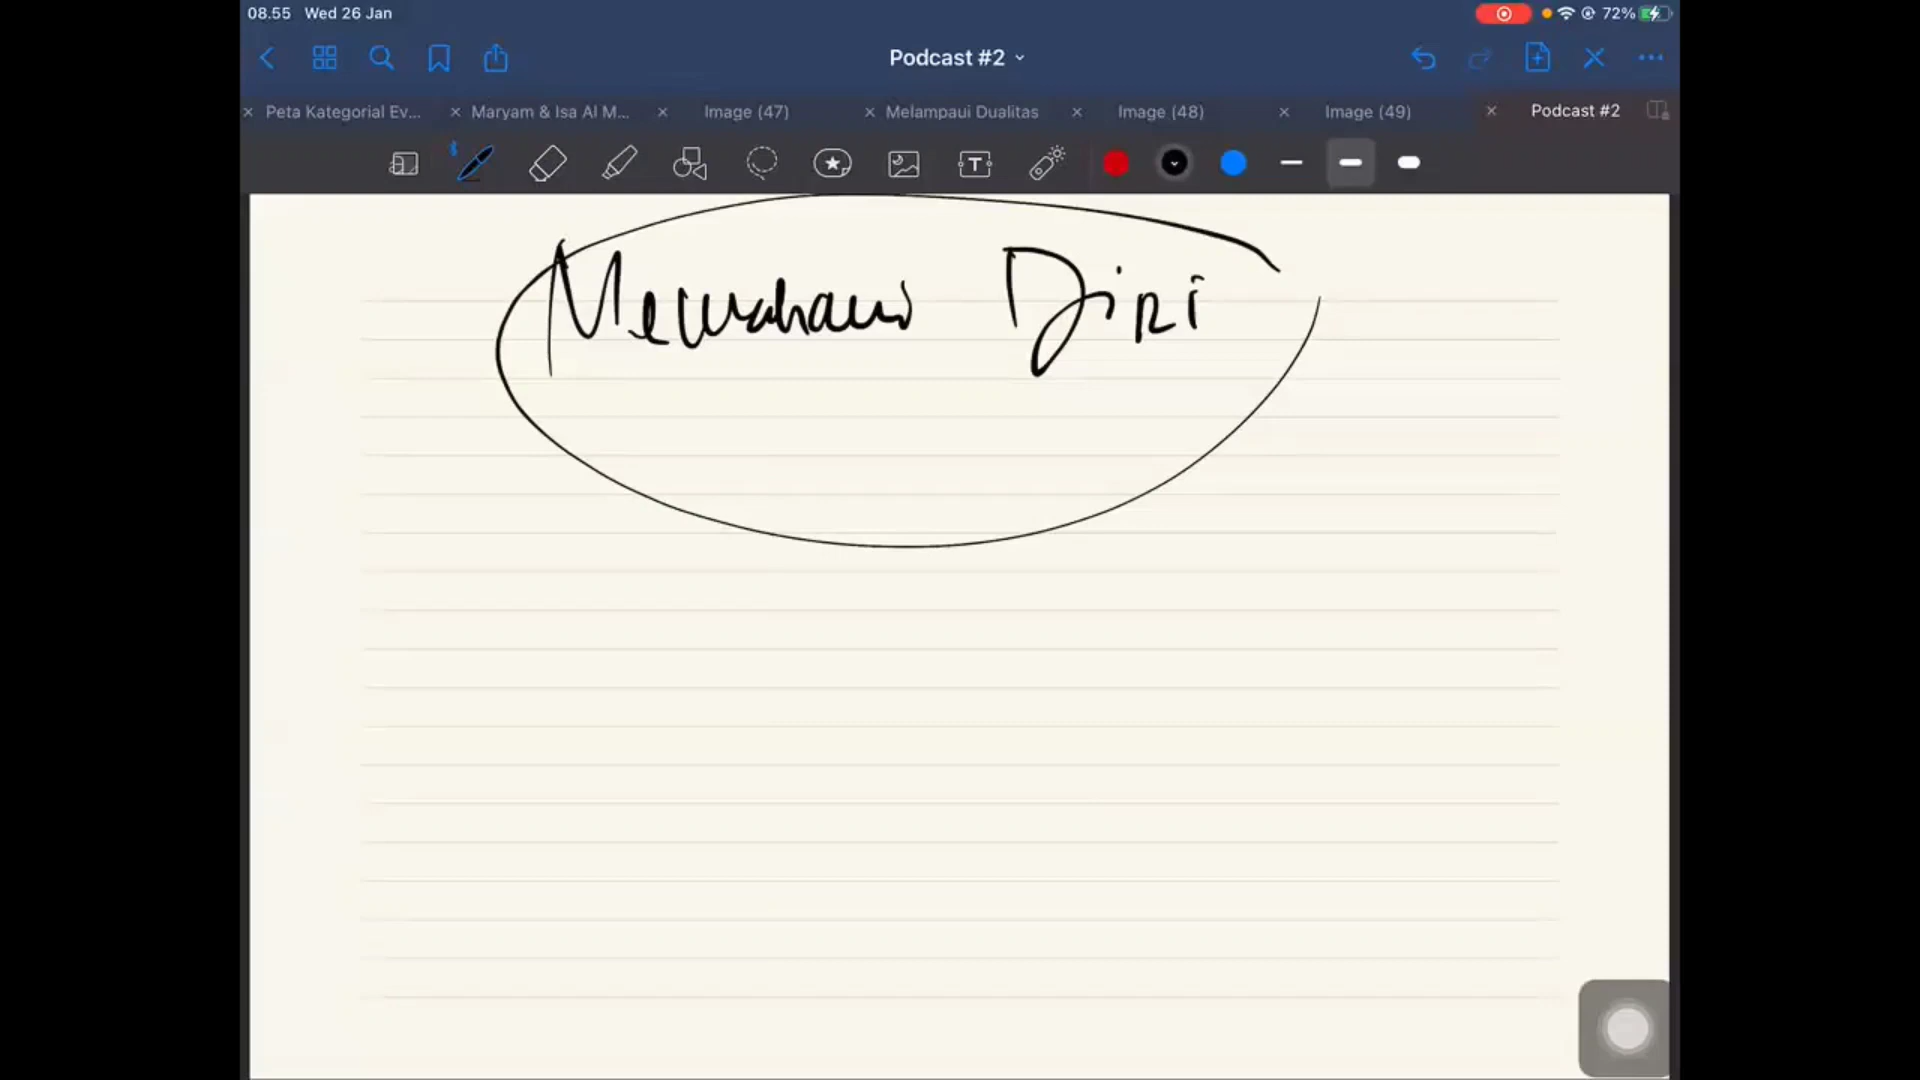 08.55 Wed 26 Jan
72%
Podcast #2
Peta Kategorial Ev...
Maryam & Isa Al M...
Image (47)
Melampaui Dualitas
Image (48)
Image (49)
Podcast #2
T
Memahami Diri